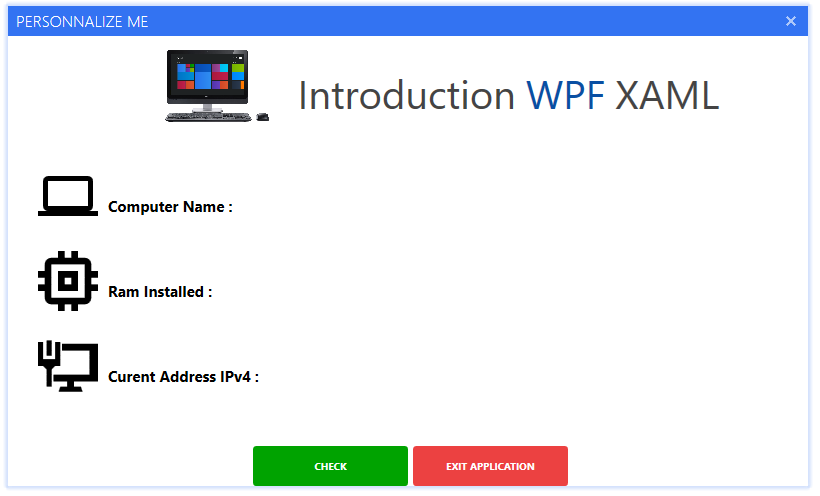 PERSONNALIZE ME
Introduction WPF XAML
Computer Name :
Ram Installed :
Curent Address IPv4 :
CHECK
EXIT APPLICATION